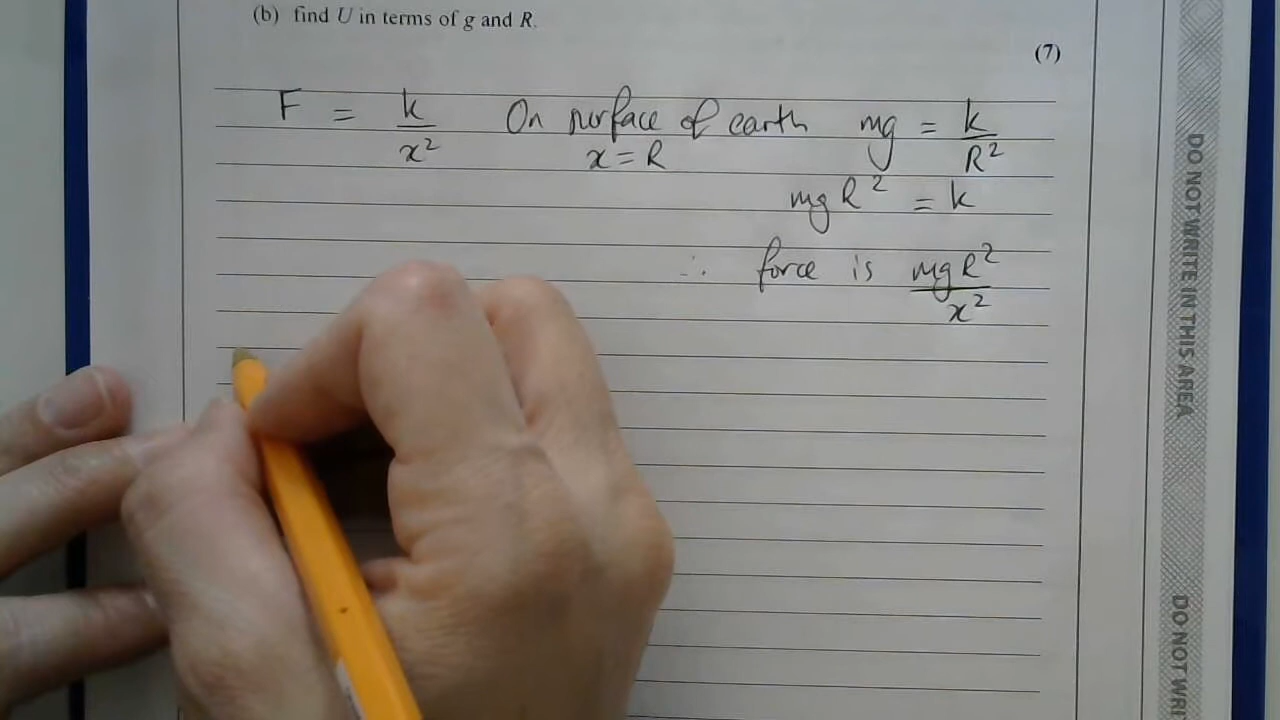 (b) find U in terms of g and R.
(7)
F = k/x² On surface of earth mg = k/R²
x = R
mgR² = k
∴ force is mgR²/x²
DO NOT WRITE IN THIS AREA
DO NOT WRI